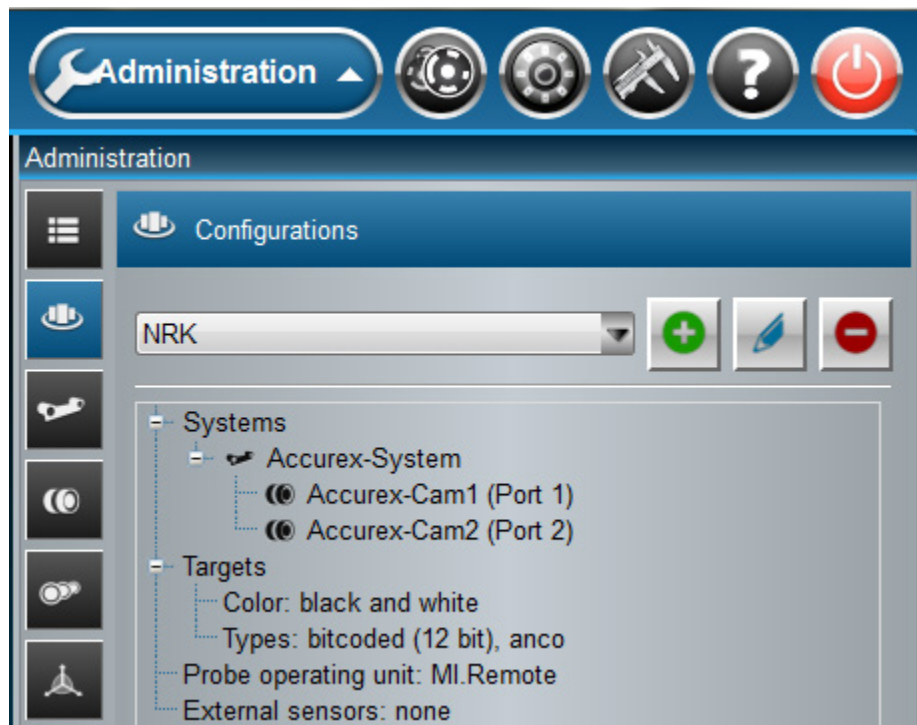 Administration
Administration
Configurations
NRK
Systems
Accurex-System
Accurex-Cam1 (Port 1)
Accurex-Cam2 (Port 2)
Targets
Color: black and white
Types: bitcoded (12 bit), anco
Probe operating unit: MI.Remote
External sensors: none